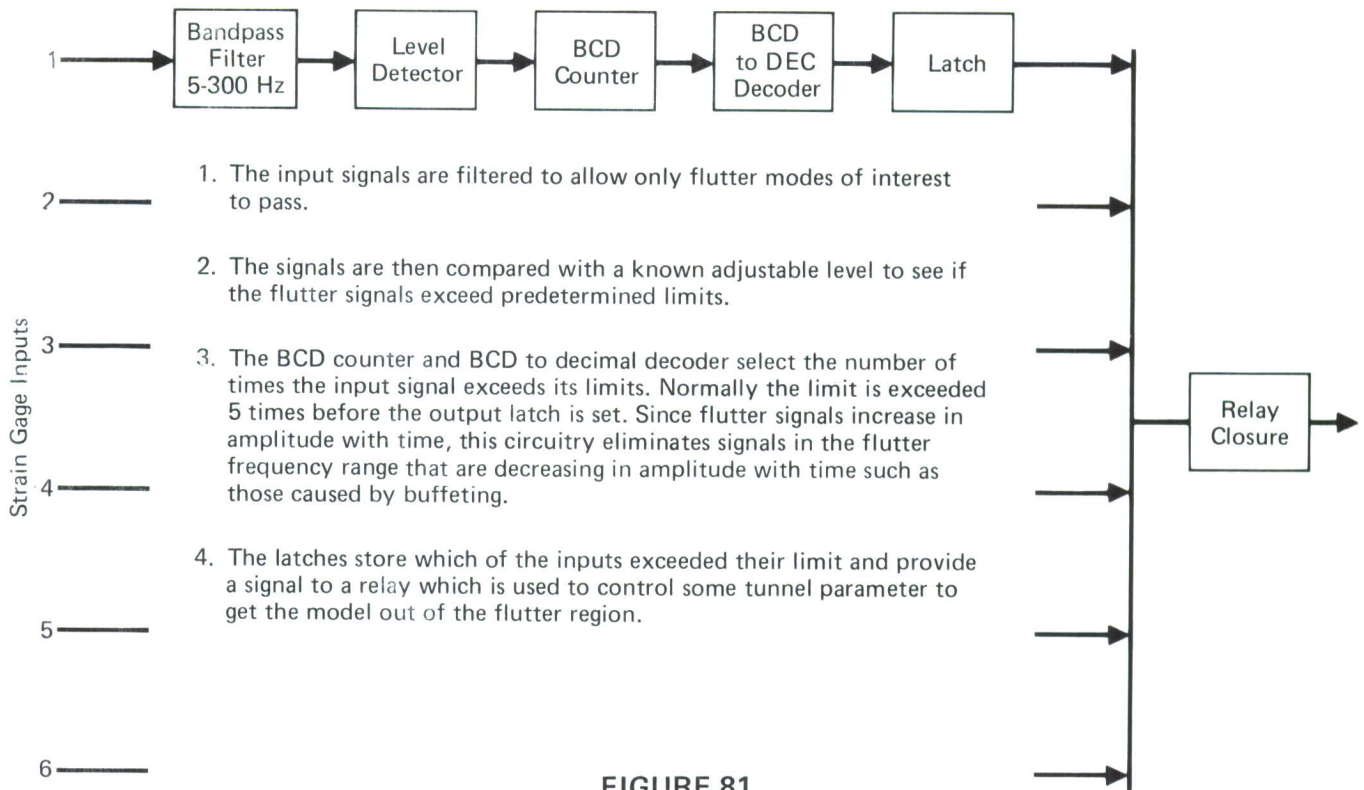 1
Bandpass
Filter
5-300 Hz
Level
Detector
BCD
Counter
BCD
to DEC
Decoder
Latch
1. The input signals are filtered to allow only flutter modes of interest
to pass.
2
2. The signals are then compared with a known adjustable level to see if
the flutter signals exceed predetermined limits.
Strain Gage Inputs
3
3. The BCD counter and BCD to decimal decoder select the number of
times the input signal exceeds its limits. Normally the limit is exceeded
5 times before the output latch is set. Since flutter signals increase in
amplitude with time, this circuitry eliminates signals in the flutter
frequency range that are decreasing in amplitude with time such as
those caused by buffeting.
Relay
Closure
4
4. The latches store which of the inputs exceeded their limit and provide
a signal to a relay which is used to control some tunnel parameter to
get the model out of the flutter region.
5
6
FIGURE 81